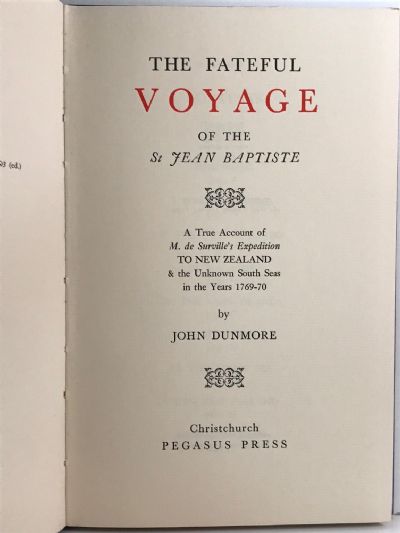 THE FATEFUL
VOYAGE
OF THE
St JEAN BAPTISTE
A True Account of
M. de Surville's Expedition
TO NEW ZEALAND
& the Unknown South Seas
in the Years 1769-70
by
JOHN DUNMORE
Christchurch
PEGASUS PRESS
(ed.)